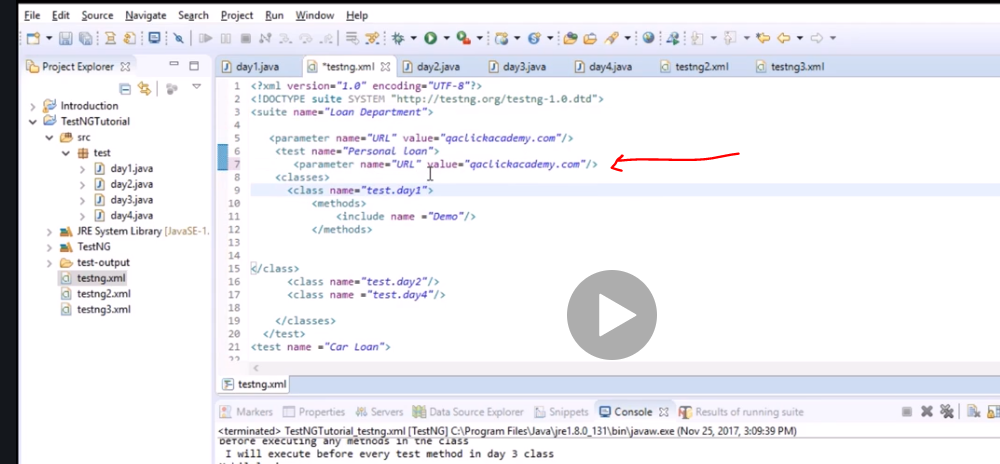 File Edit Source Navigate Search Project Run Window Help
Project Explorer
day1.java *testng.xml day2.java day3.java day4.java testng2.xml testng3.xml
Introduction
TestNGTutorial
src
test
day1.java
day2.java
day3.java
day4.java
JRE System Library [JavaSE-1.
TestNG
test-output
testng.xml
testng2.xml
testng3.xml
1 <?xml version="1.0" encoding="UTF-8"?>
2 <!DOCTYPE suite SYSTEM "http://testng.org/testng-1.0.dtd">
3 <suite name="Loan Department">
4
5 <parameter name="URL" value="qaclickacademy.com"/>
6 <test name="Personal loan">
7 <parameter name="URL" value="qaclickacademy.com"/>
8 <classes>
9 <class name="test.day1">
10 <methods>
11 <include name ="Demo"/>
12 </methods>
13
14
15 </class>
16 <class name="test.day2"/>
17 <class name ="test.day4"/>
18
19 </classes>
20 </test>
21 <test name ="Car Loan">
22
testng.xml
Markers Properties Servers Data Source Explorer Snippets Console Results of running suite
<terminated> TestNGTutorial_testng.xml [TestNG] C:\Program Files\Java\jre1.8.0_131\bin\javaw.exe (Nov 25, 2017, 3:09:39 PM)
before executing any methods in the class
I will execute before every test method in day 3 class